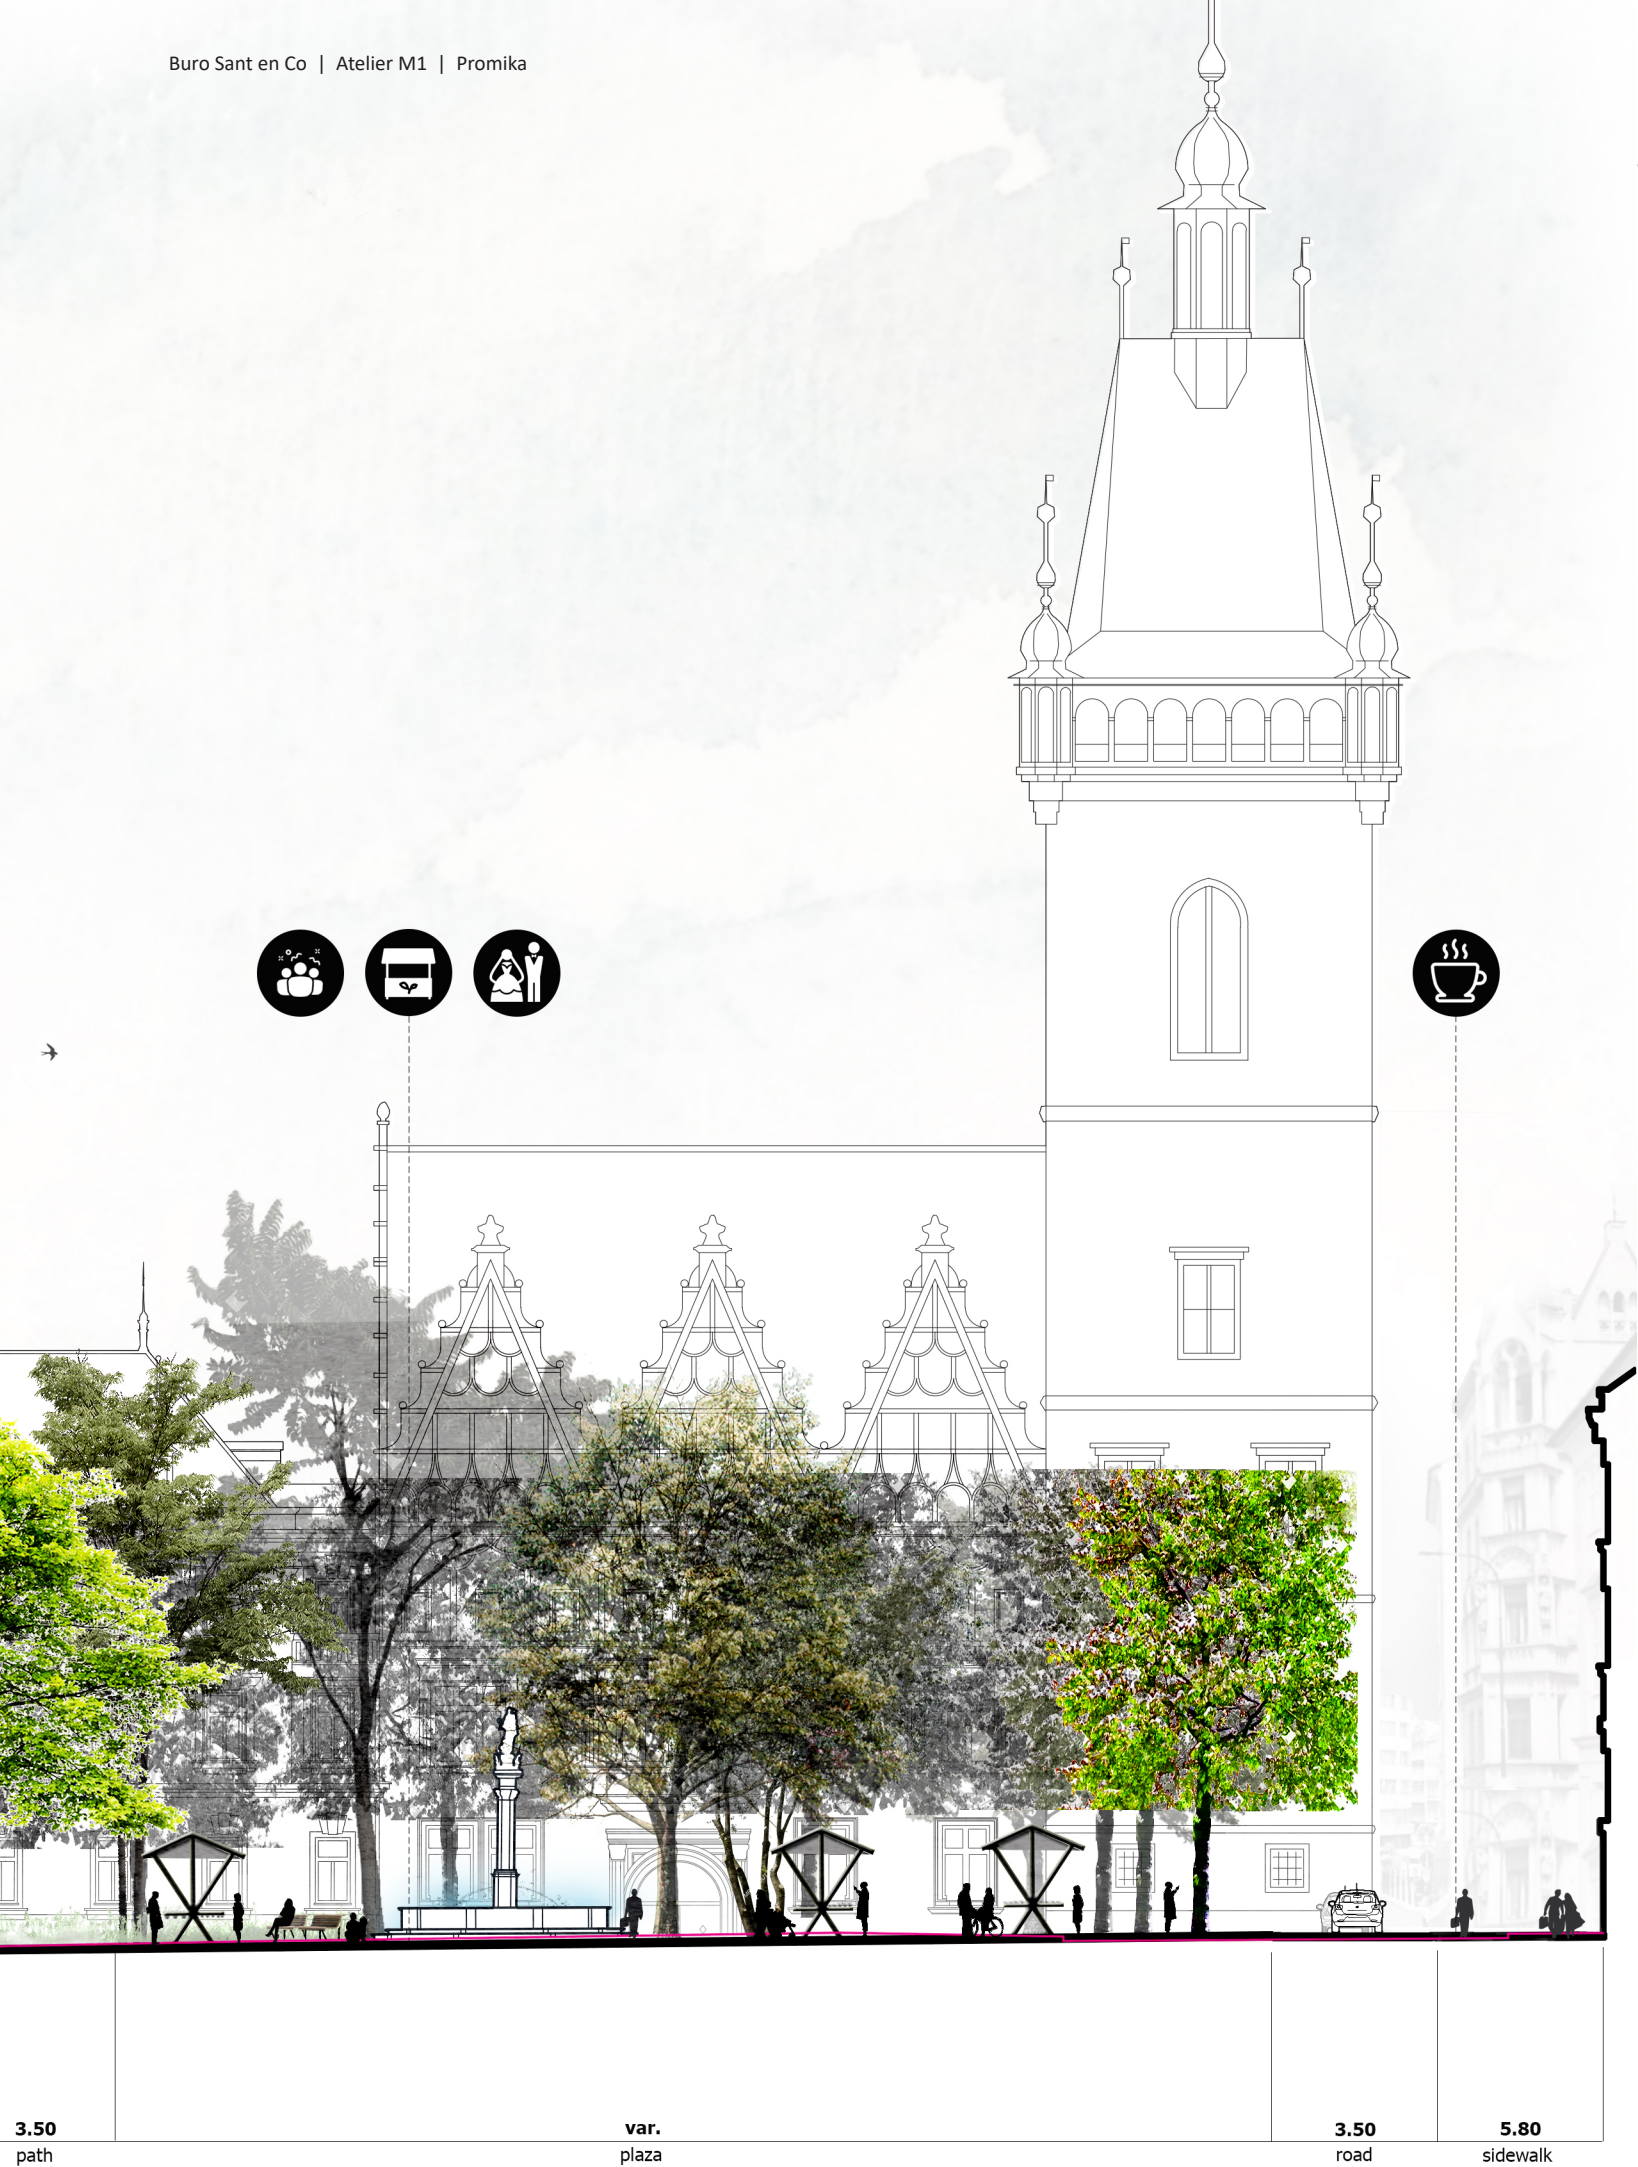 Buro Sant en Co | Atelier M1 | Promika
3.50 var. 3.50 5.80
path plaza road sidewalk